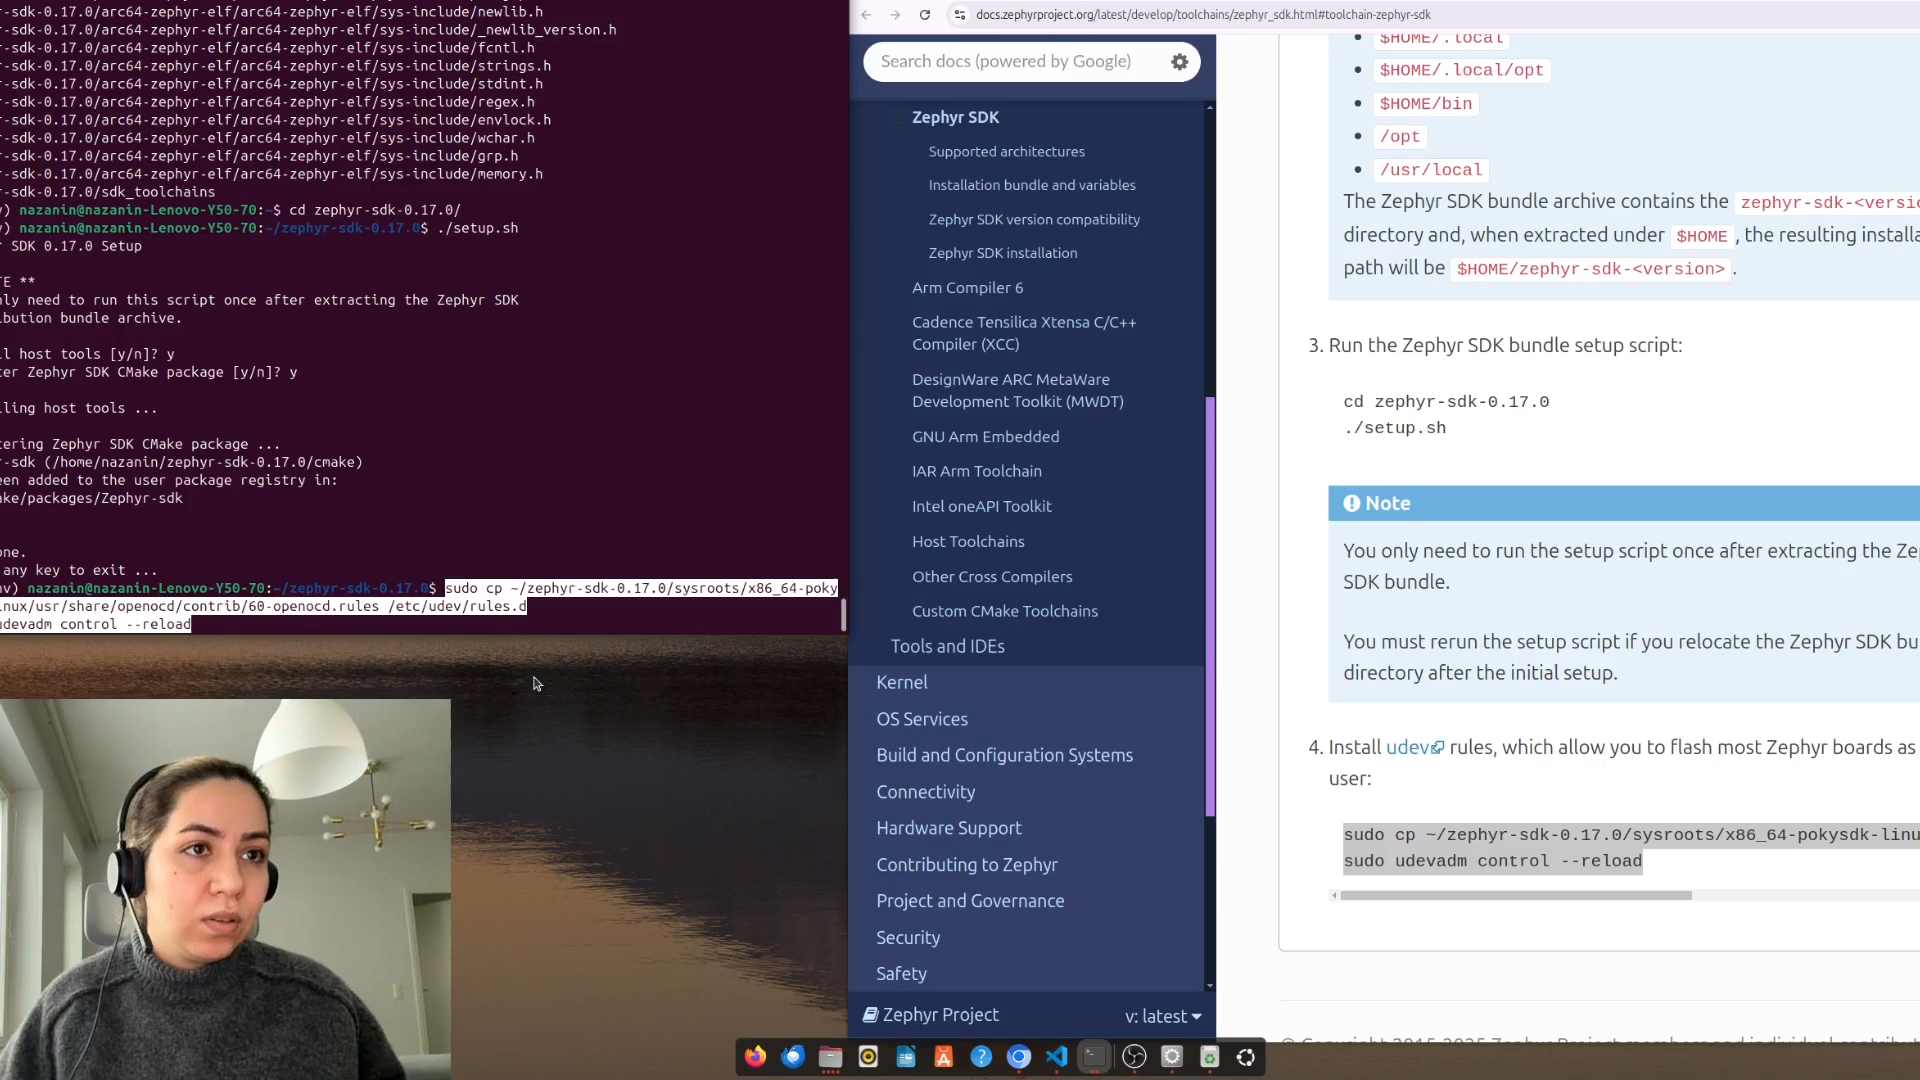 r-sdk-0.17.0/arc64-zephyr-elf/arc64-zephyr-elf/sys-include/newlib.h
r-sdk-0.17.0/arc64-zephyr-elf/arc64-zephyr-elf/sys-include/_newlib_version.h
r-sdk-0.17.0/arc64-zephyr-elf/arc64-zephyr-elf/sys-include/fcntl.h
r-sdk-0.17.0/arc64-zephyr-elf/arc64-zephyr-elf/sys-include/strings.h
r-sdk-0.17.0/arc64-zephyr-elf/arc64-zephyr-elf/sys-include/stdint.h
r-sdk-0.17.0/arc64-zephyr-elf/arc64-zephyr-elf/sys-include/regex.h
r-sdk-0.17.0/arc64-zephyr-elf/arc64-zephyr-elf/sys-include/envlock.h
r-sdk-0.17.0/arc64-zephyr-elf/arc64-zephyr-elf/sys-include/wchar.h
r-sdk-0.17.0/arc64-zephyr-elf/arc64-zephyr-elf/sys-include/grp.h
r-sdk-0.17.0/arc64-zephyr-elf/arc64-zephyr-elf/sys-include/memory.h
r-sdk-0.17.0/sdk_toolchains
v) nazanin@nazanin-Lenovo-Y50-70:~$ cd zephyr-sdk-0.17.0/
v) nazanin@nazanin-Lenovo-Y50-70:~/zephyr-sdk-0.17.0$ ./setup.sh
r SDK 0.17.0 Setup
TE **
nly need to run this script once after extracting the Zephyr SDK
ibution bundle archive.
ll host tools [y/n]? y
ter Zephyr SDK CMake package [y/n]? y
lling host tools ...
tering Zephyr SDK CMake package ...
r-sdk (/home/nazanin/zephyr-sdk-0.17.0/cmake)
een added to the user package registry in:
ake/packages/Zephyr-sdk
one.
any key to exit ...
nv) nazanin@nazanin-Lenovo-Y50-70:~/zephyr-sdk-0.17.0$ sudo cp ~/zephyr-sdk-0.17.0/sysroots/x86_64-poky
inux/usr/share/openocd/contrib/60-openocd.rules /etc/udev/rules.d
udevadm control --reload
docs.zephyrproject.org/latest/develop/toolchains/zephyr_sdk.html#toolchain-zephyr-sdk
Search docs (powered by Google)
Zephyr SDK
Supported architectures
Installation bundle and variables
Zephyr SDK version compatibility
Zephyr SDK installation
Arm Compiler 6
Cadence Tensilica Xtensa C/C++
Compiler (XCC)
DesignWare ARC MetaWare
Development Toolkit (MWDT)
GNU Arm Embedded
IAR Arm Toolchain
Intel oneAPI Toolkit
Host Toolchains
Other Cross Compilers
Custom CMake Toolchains
Tools and IDEs
Kernel
OS Services
Build and Configuration Systems
Connectivity
Hardware Support
Contributing to Zephyr
Project and Governance
Security
Safety
Zephyr Project
v: latest
$HOME/.local
$HOME/.local/opt
$HOME/bin
/opt
/usr/local
The Zephyr SDK bundle archive contains the zephyr-sdk-<versio
directory and, when extracted under $HOME, the resulting installa
path will be $HOME/zephyr-sdk-<version>.
3. Run the Zephyr SDK bundle setup script:
cd zephyr-sdk-0.17.0
./setup.sh
Note
You only need to run the setup script once after extracting the Ze
SDK bundle.
You must rerun the setup script if you relocate the Zephyr SDK bu
directory after the initial setup.
4. Install udev rules, which allow you to flash most Zephyr boards as
user:
sudo cp ~/zephyr-sdk-0.17.0/sysroots/x86_64-pokysdk-linu
sudo udevadm control --reload
© Copyright 2015-2025 Zephyr Project members and individual contribut